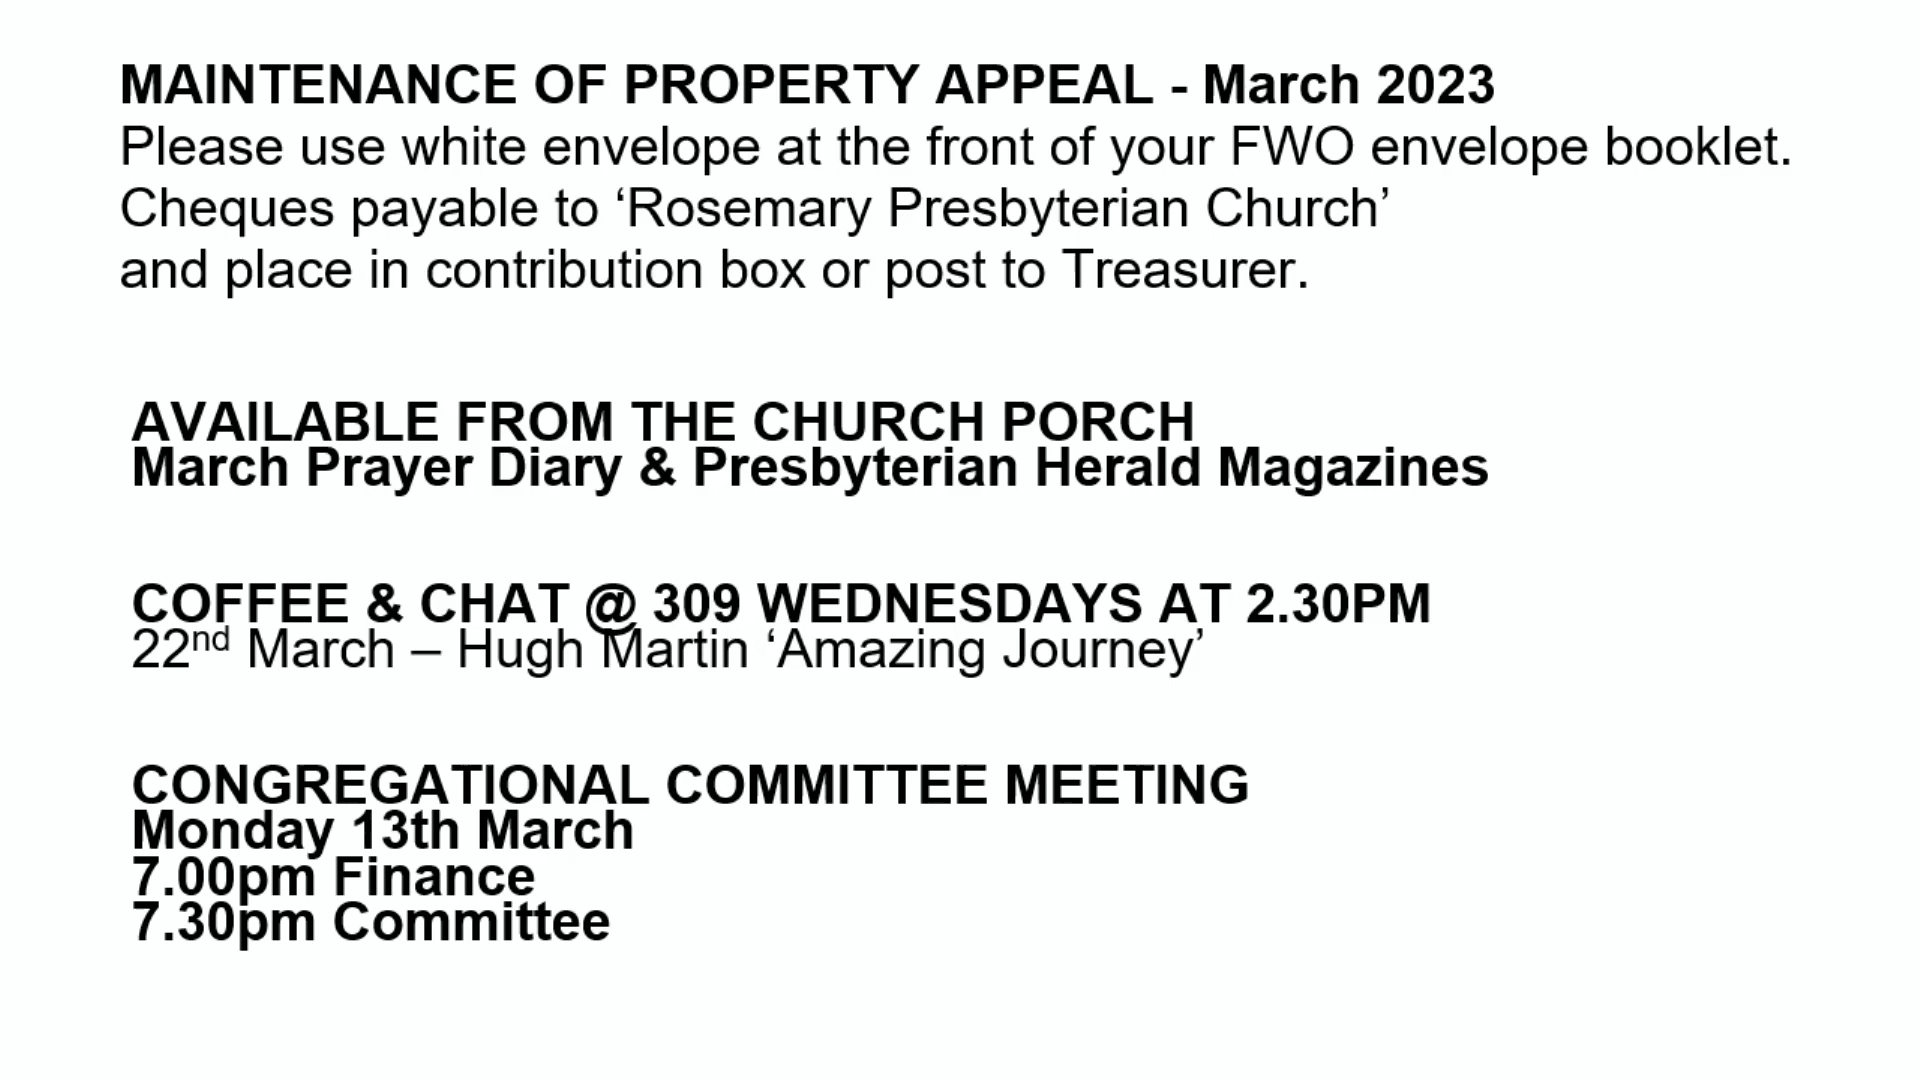 MAINTENANCE OF PROPERTY APPEAL - March 2023
Please use white envelope at the front of your FWO envelope booklet.
Cheques payable to ‘Rosemary Presbyterian Church’
and place in contribution box or post to Treasurer.
AVAILABLE FROM THE CHURCH PORCH
March Prayer Diary & Presbyterian Herald Magazines
COFFEE & CHAT @ 309 WEDNESDAYS AT 2.30PM
22nd March – Hugh Martin ‘Amazing Journey’
CONGREGATIONAL COMMITTEE MEETING
Monday 13th March
7.00pm Finance
7.30pm Committee